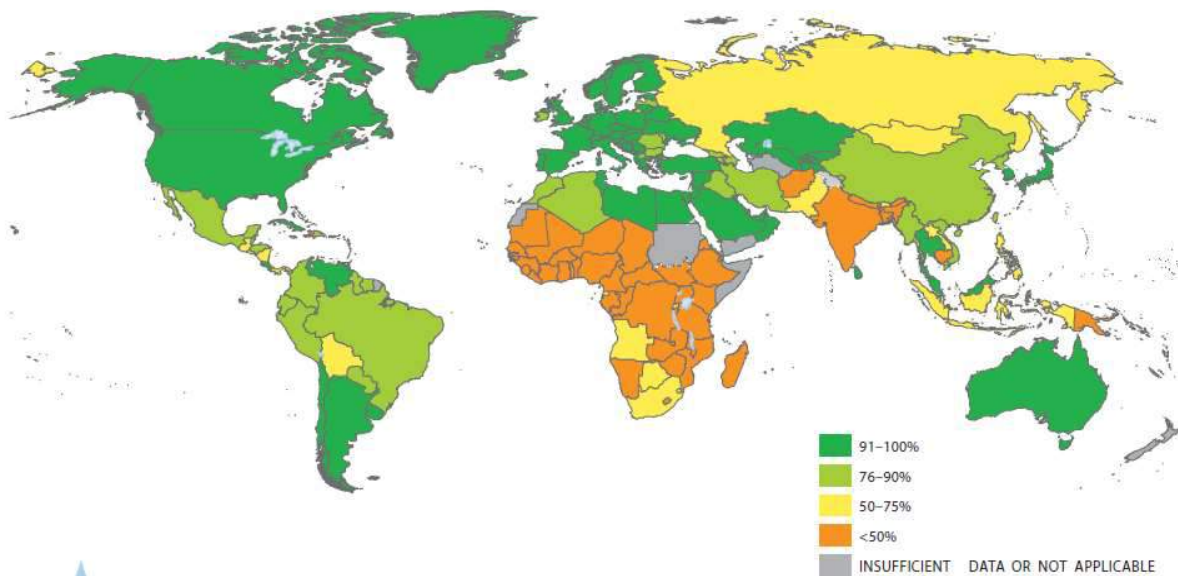 91–100%
76–90%
50–75%
<50%
INSUFFICIENT DATA OR NOT APPLICABLE